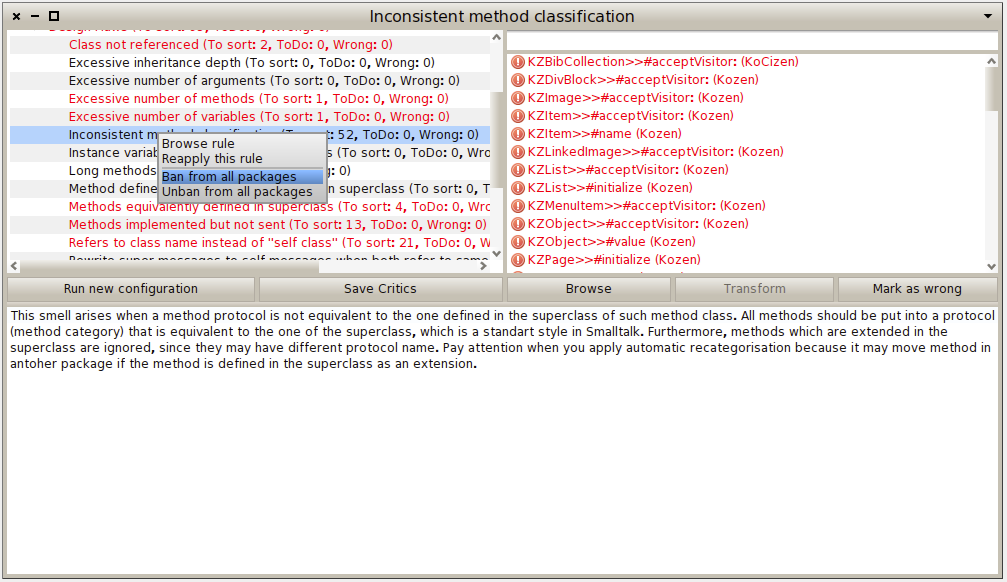 Inconsistent method classification
Class not referenced (To sort: 2, ToDo: 0, Wrong: 0)
Excessive inheritance depth (To sort: 0, ToDo: 0, Wrong: 0)
Excessive number of arguments (To sort: 0, ToDo: 0, Wrong: 0)
Excessive number of methods (To sort: 1, ToDo: 0, Wrong: 0)
Excessive number of variables (To sort: 1, ToDo: 0, Wrong: 0)
Inconsistent 52, ToDo: 0, Wrong: 0)
Instance (To sort: 0, ToDo: 0, Wrong
Long methods 0)
Method in superclass (To sort: 0, T
Methods equivalently defined in superclass (To sort: 4, ToDo: 0, Wro
Methods implemented but not sent (To sort: 13, ToDo: 0, Wrong: 0)
Refers to class name instead of "self class" (To sort: 21, ToDo: 0, W
Rewrite super messages to self messages when both refer to same
Browse rule
Reapply this rule
Ban from all packages
Unban from all packages
KZBibCollection>>#acceptVisitor: (KoCizen)
KZDivBlock>>#acceptVisitor: (Kozen)
KZImage>>#acceptVisitor: (Kozen)
KZItem>>#acceptVisitor: (Kozen)
KZItem>>#name (Kozen)
KZLinkedImage>>#acceptVisitor: (Kozen)
KZList>>#acceptVisitor: (Kozen)
KZList>>#initialize (Kozen)
KZMenuItem>>#acceptVisitor: (Kozen)
KZObject>>#acceptVisitor: (Kozen)
KZObject>>#value (Kozen)
KZPage>>#initialize (Kozen)
Run new configuration
Save Critics
Browse
Transform
Mark as wrong
This smell arises when a method protocol is not equivalent to the one defined in the superclass of such method class. All methods should be put into a protocol
(method category) that is equivalent to the one of the superclass, which is a standart style in Smalltalk. Furthermore, methods which are extended in the
superclass are ignored, since they may have different protocol name. Pay attention when you apply automatic recategorisation because it may move method in
antoher package if the method is defined in the superclass as an extension.